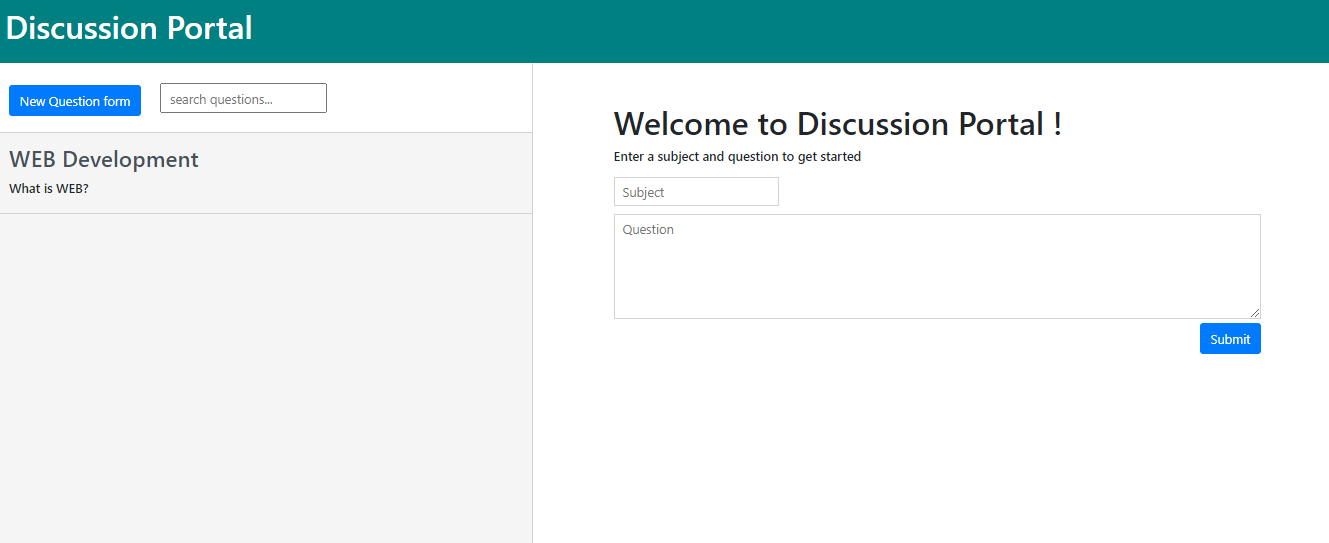 Discussion Portal
New Question form
search questions...
WEB Development
What is WEB?
Welcome to Discussion Portal !
Enter a subject and question to get started
Subject
Question
Submit